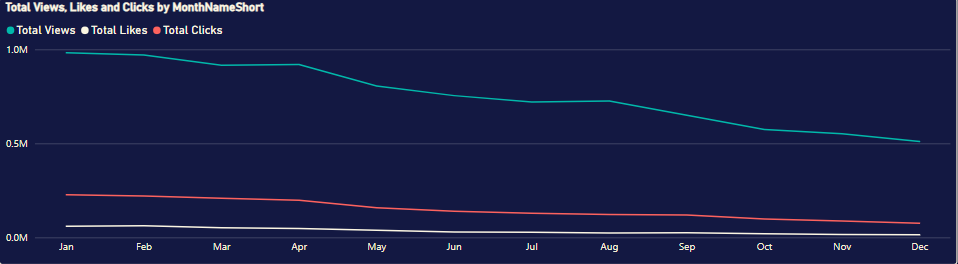 Total Views, Likes and Clicks by MonthNameShort
Total Views Total Likes Total Clicks
1.0M
0.5M
0.0M
Jan Feb Mar Apr May Jun Jul Aug Sep Oct Nov Dec